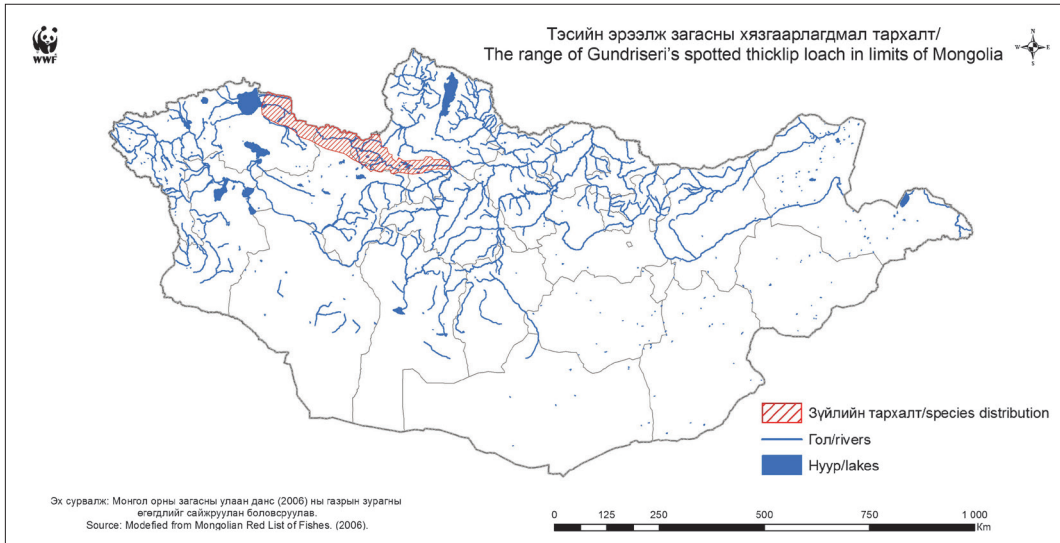 WWF
Тэсийн эрээлж загасны хязгаарлагдмал тархалт/
The range of Gundriseri's spotted thicklip loach in limits of Mongolia
N
W E
S
Зүйлийн тархалт/species distribution
Гол/rivers
Нуур/lakes
Эх сурвалж: Монгол орны загасны улаан данс (2006) ны газрын зурагны
өгөгдлийг сайжруулан боловсруулав.
Source: Modefied from Mongolian Red List of Fishes. (2006).
0 125 250 500 750 1 000
Km